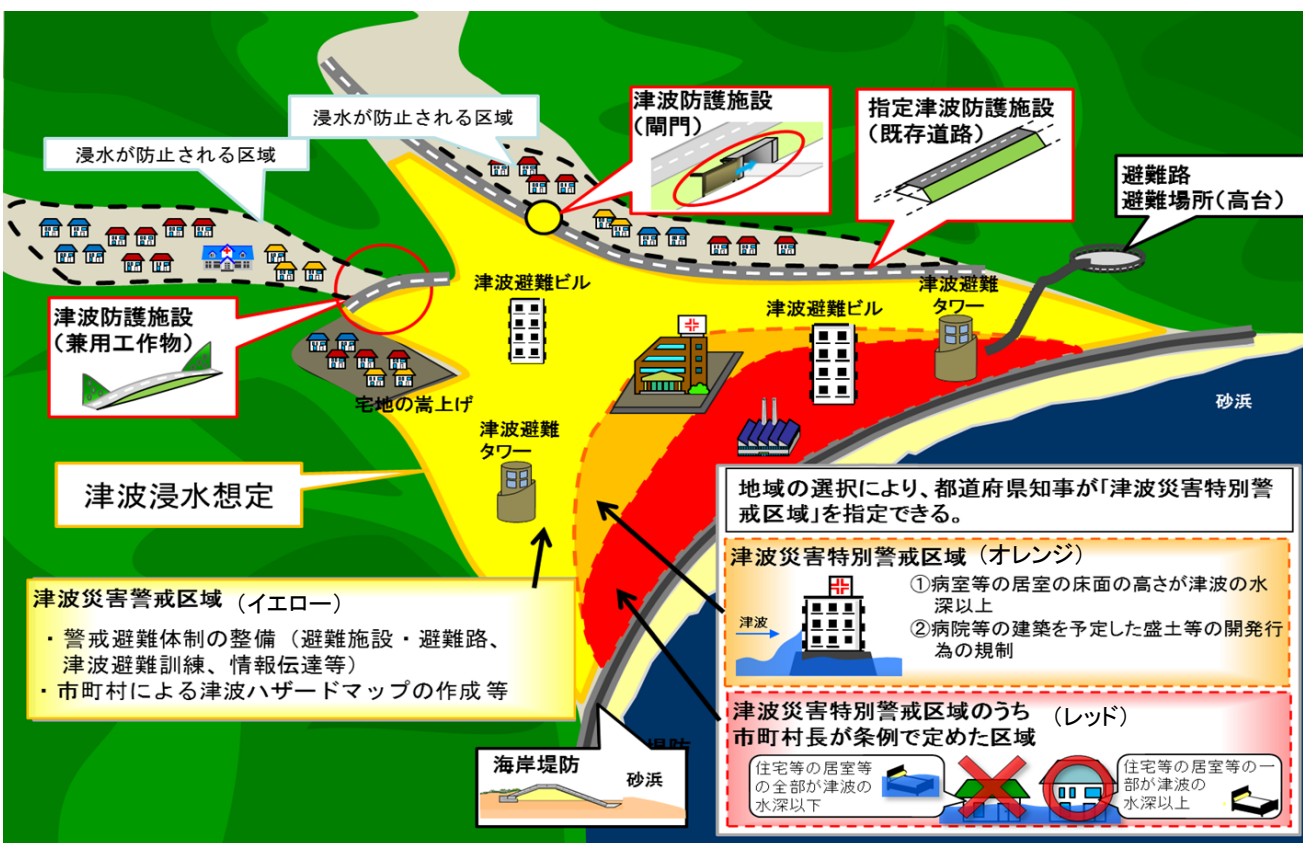 浸水が防止される区域
浸水が防止される区域
津波防護施設
(閘門)
指定津波防護施設
(既存道路)
避難路
避難場所(高台)
津波防護施設
(兼用工作物)
津波避難ビル
津波避難ビル
津波避難
タワー
宅地の嵩上げ
津波避難
タワー
砂浜
津波浸水想定
津波災害警戒区域 (イエロー)
・警戒避難体制の整備(避難施設・避難路、
津波避難訓練、情報伝達等)
・市町村による津波ハザードマップの作成 等
海岸堤防
砂浜
堤防
地域の選択により、都道府県知事が「津波災害特別警
戒区域」を指定できる。
津波災害特別警戒区域 (オレンジ)
津波
①病室等の居室の床面の高さが津波の水
深以上
②病院等の建築を予定した盛土等の開発行
為の規制
津波災害特別警戒区域のうち (レッド)
市町村長が条例で定めた区域
住宅等の居室等
の全部が津波の
水深以下
住宅等の居室等の一
部が津波の
水深以上